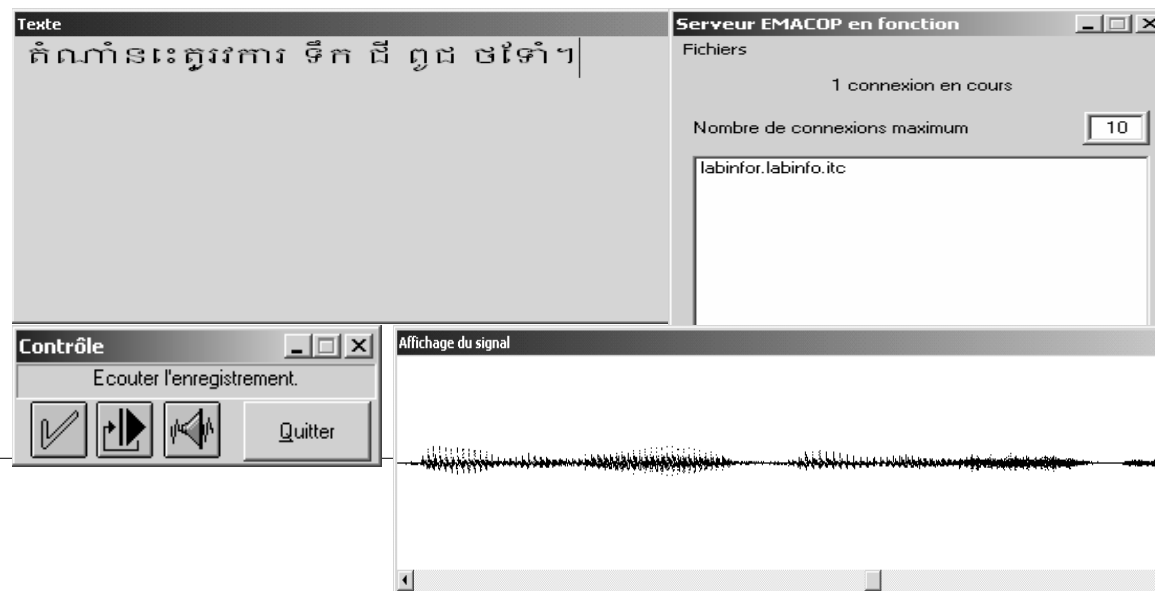 Texte
តំណាំនេះត្រូវការ ទឹក ជី ពូជ ថទាំៗ
Serveur EMACOP en fonction
Fichiers
1 connexion en cours
Nombre de connexions maximum 10
labinfor.labinfo.itc
Contrôle
Ecouter l'enregistrement.
Quitter
Affichage du signal